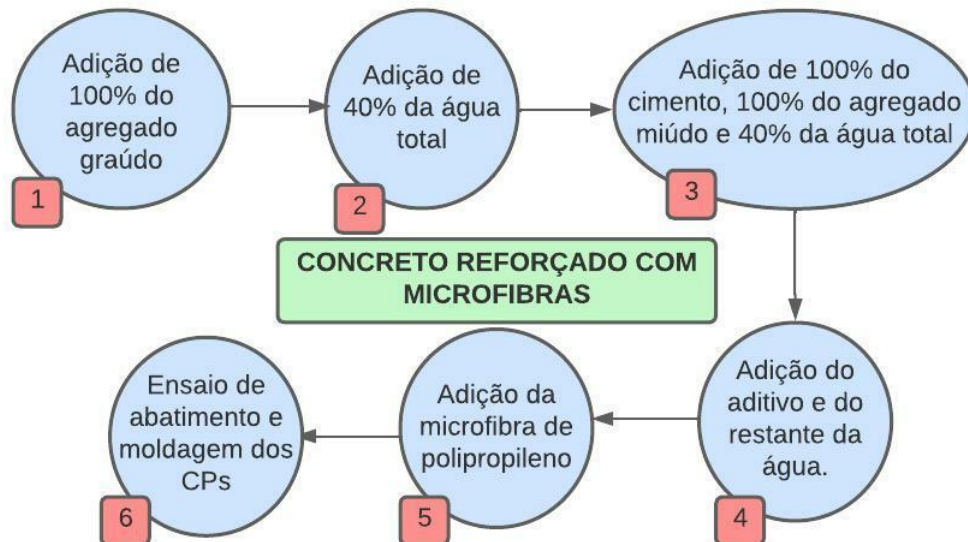 Adição de
100% do
agregado
graúdo
1
Adição de
40% da água
total
2
Adição de 100% do
cimento, 100% do agregado
miúdo e 40% da água total
3
CONCRETO REFORÇADO COM
MICROFIBRAS
Adição do
aditivo e do
restante da
água.
4
Adição da
microfibra de
polipropileno
5
Ensaio de
abatimento e
moldagem dos
CPs
6